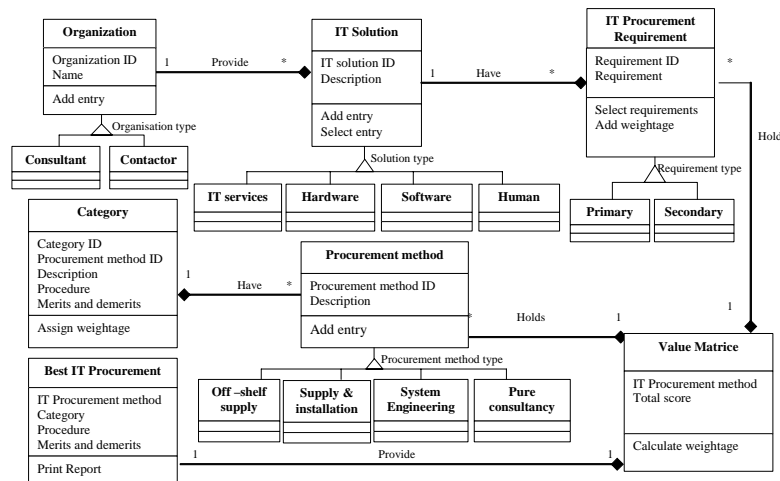 Organization
Organization ID
Name
Add entry
1 Provide *
IT Solution
IT solution ID
Description
Add entry
Select entry
1 Have *
IT Procurement
Requirement
Requirement ID
Requirement
Select requirements
Add weightage
*
Holds
1
Organisation type
Consultant
Contactor
Solution type
IT services
Hardware
Software
Human
Requirement type
Primary
Secondary
Category
Category ID
Procurement method ID
Description
Procedure
Merits and demerits
Assign weightage
1
Have *
Procurement method
Procurement method ID
Description
Add entry
* Holds 1
Procurement method type
Off –shelf
supply
Supply &
installation
System
Engineering
Pure
consultancy
Value Matrice
IT Procurement method
Total score
Calculate weightage
Best IT Procurement
IT Procurement method
Category
Procedure
Merits and demerits
Print Report
1 Provide 1